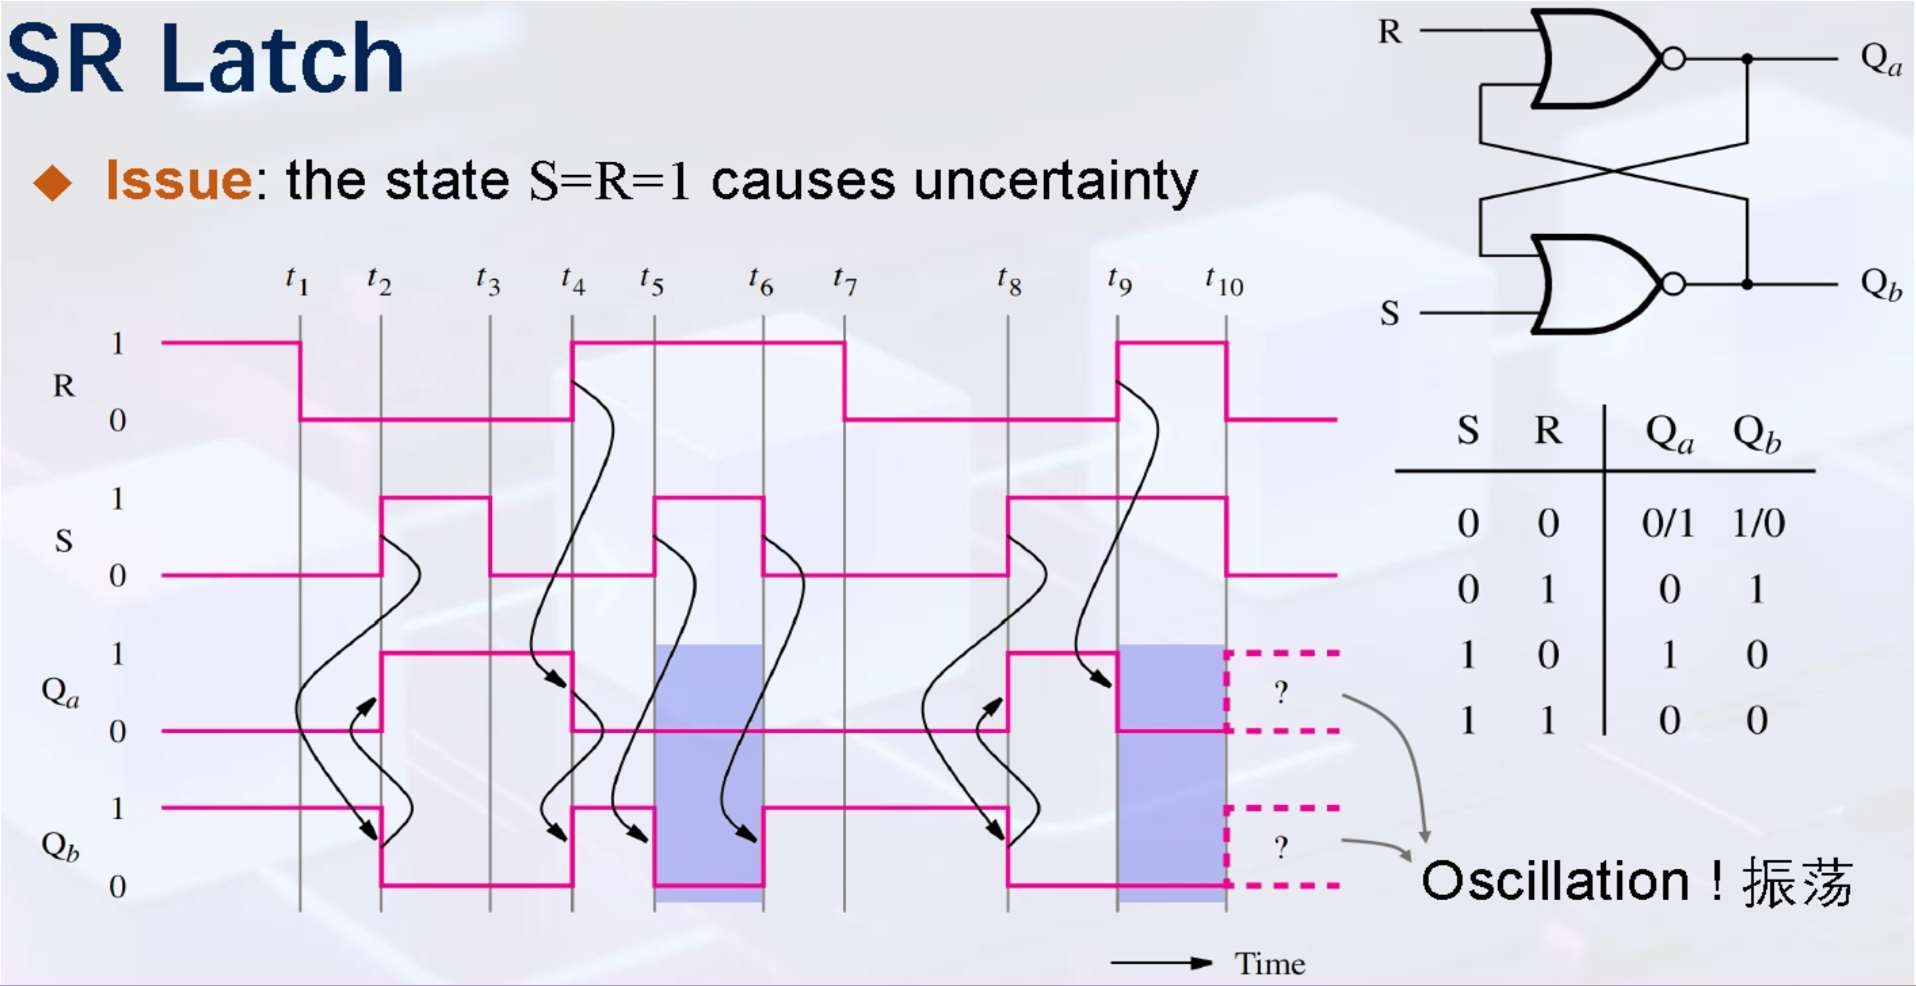 SR Latch
◆ Issue: the state S=R=1 causes uncertainty
R
Qa
S
Qb
t1 t2 t3 t4 t5 t6 t7 t8 t9 t10
1
R
0
1
S
0
1
Qa
0
?
1
Qb
0
?
Time
S R Qa Qb
0 0 0/1 1/0
0 1 0 1
1 0 1 0
1 1 0 0
Oscillation ! 振荡